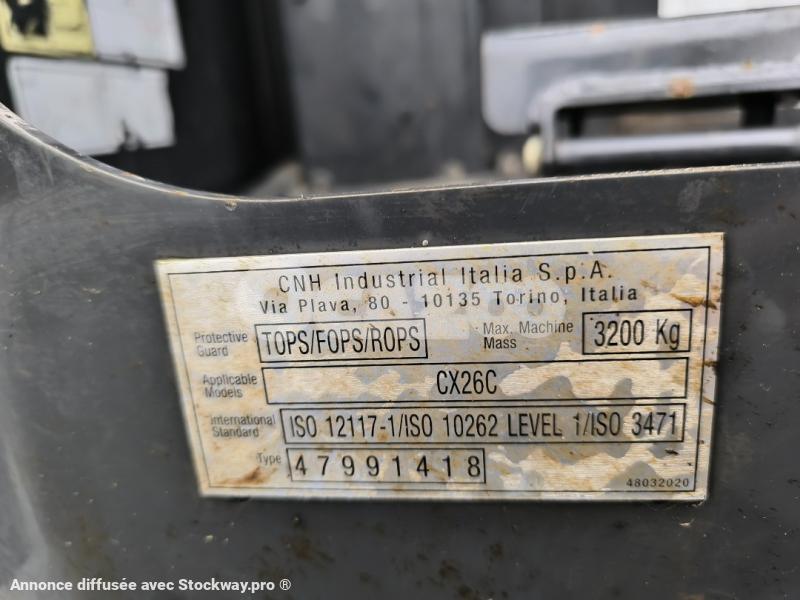 CNH Industrial Italia S.p.A.
Via Plava, 80 - 10135 Torino, Italia
Protective Guard TOPS/FOPS/ROPS Max. Machine Mass 3200 Kg
Applicable Models CX26C
International Standard ISO 12117-1/ISO 10262 LEVEL 1/ISO 3471
Type 47991418
48032020
Annonce diffusée avec Stockway.pro ®